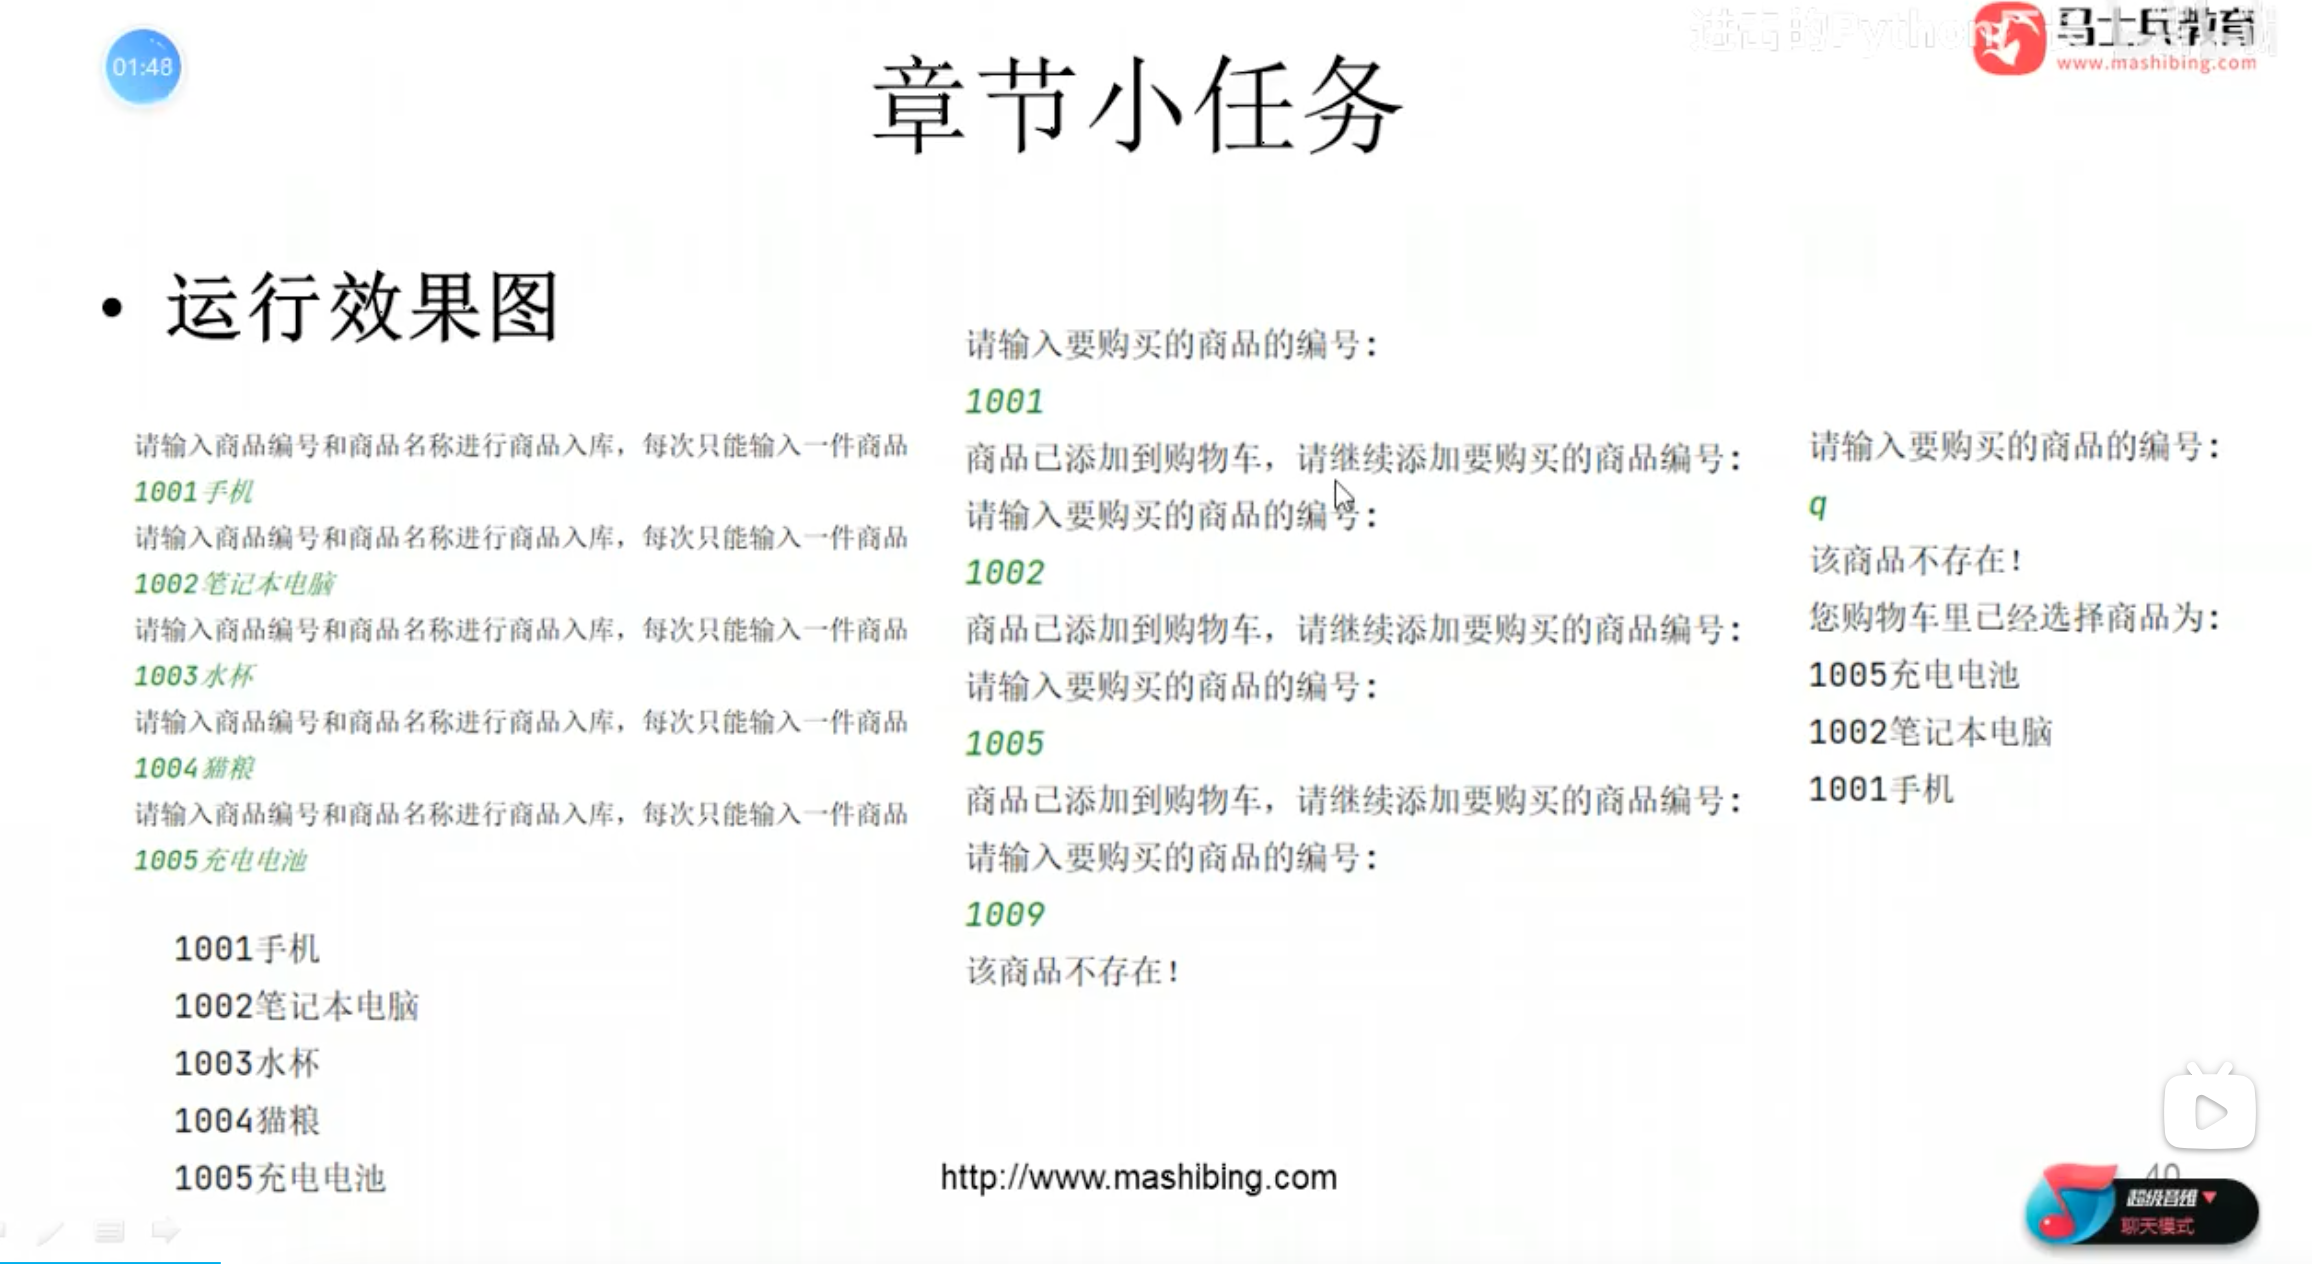 01:48
进击的Python
马士兵教育
www.mashibing.com
章节小任务
• 运行效果图
请输入商品编号和商品名称进行商品入库，每次只能输入一件商品
1001手机
请输入商品编号和商品名称进行商品入库，每次只能输入一件商品
1002笔记本电脑
请输入商品编号和商品名称进行商品入库，每次只能输入一件商品
1003水杯
请输入商品编号和商品名称进行商品入库，每次只能输入一件商品
1004猫粮
请输入商品编号和商品名称进行商品入库，每次只能输入一件商品
1005充电电池
1001手机
1002笔记本电脑
1003水杯
1004猫粮
1005充电电池
请输入要购买的商品的编号:
1001
商品已添加到购物车，请继续添加要购买的商品编号:
请输入要购买的商品的编号:
1002
商品已添加到购物车，请继续添加要购买的商品编号:
请输入要购买的商品的编号:
1005
商品已添加到购物车，请继续添加要购买的商品编号:
请输入要购买的商品的编号:
1009
该商品不存在!
请输入要购买的商品的编号:
q
该商品不存在!
您购物车里已经选择商品为:
1005充电电池
1002笔记本电脑
1001手机
http://www.mashibing.com
40
超级音雄
聊天模式